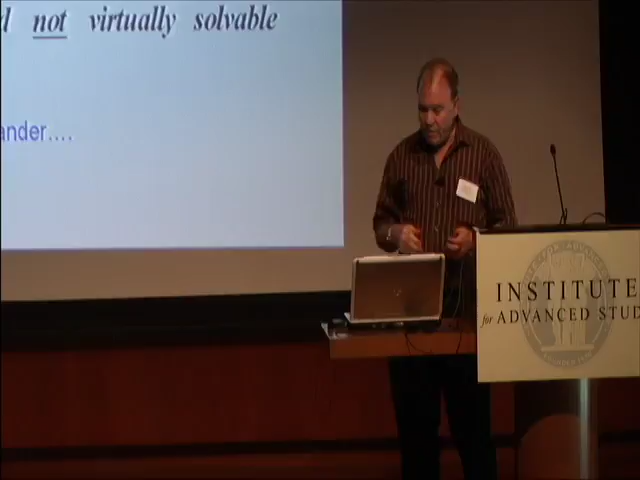 d not virtually solvable
ander....
INSTITUTE
for ADVANCED STUD